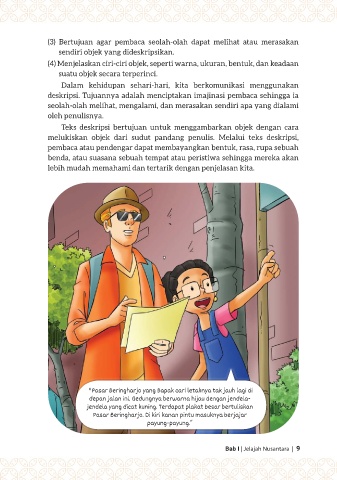 (3) Bertujuan agar pembaca seolah-olah dapat melihat atau merasakan
sendiri objek yang dideskripsikan.
(4) Menjelaskan ciri-ciri objek, seperti warna, ukuran, bentuk, dan keadaan
suatu objek secara terperinci.
Dalam kehidupan sehari-hari, kita berkomunikasi menggunakan
deskripsi. Tujuannya adalah menciptakan imajinasi pembaca sehingga ia
seolah-olah melihat, mengalami, dan merasakan sendiri apa yang dialami
oleh penulisnya.
Teks deskripsi bertujuan untuk menggambarkan objek dengan cara
melukiskan objek dari sudut pandang penulis. Melalui teks deskripsi,
pembaca atau pendengar dapat membayangkan bentuk, rasa, rupa sebuah
benda, atau suasana sebuah tempat atau peristiwa sehingga mereka akan
lebih mudah memahami dan tertarik dengan penjelasan kita.
"Pasar Beringharjo yang Bapak cari letaknya tak jauh lagi di
depan jalan ini. Gedungnya berwarna hijau dengan jendela-
jendela yang dicat kuning. Terdapat plakat besar bertuliskan
Pasar Beringharjo. Di kiri kanan pintu masuknya berjajar
payung-payung."
Bab I | Jelajah Nusantara | 9